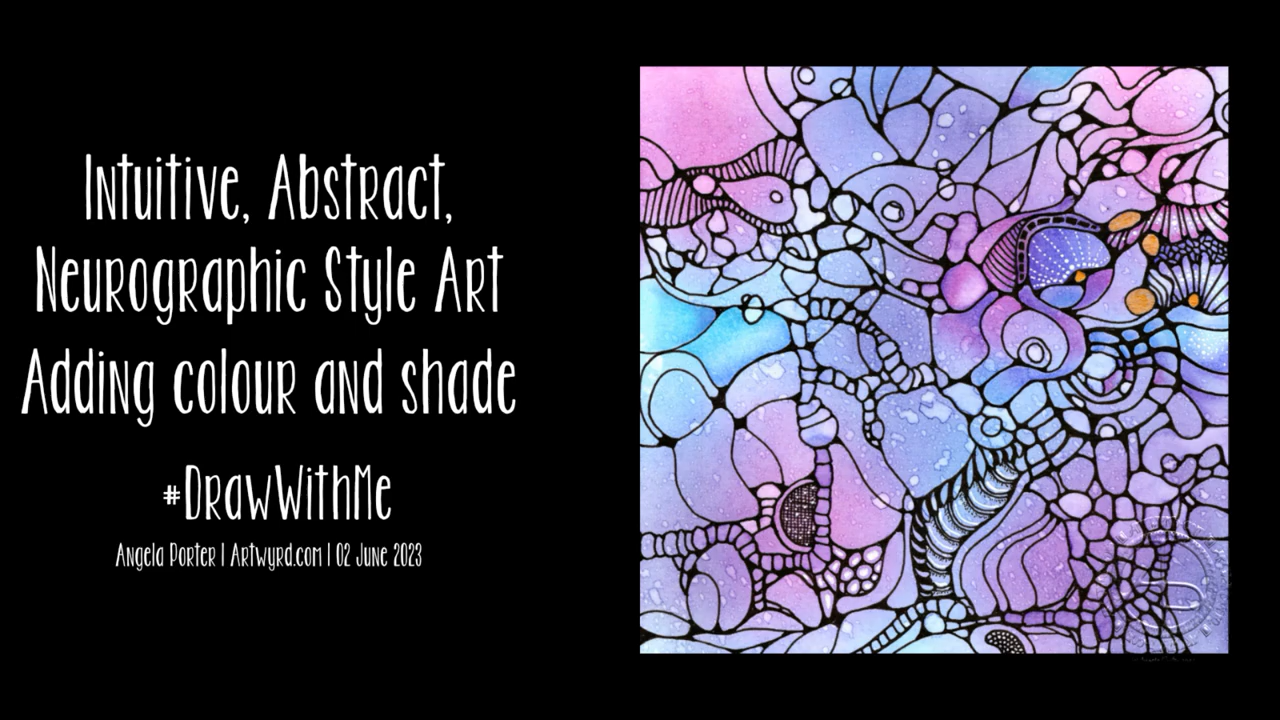 Intuitive, Abstract,
Neurographic Style Art
Adding colour and shade
#DrawWithMe
Angela Porter | Artwyrd.com | 02 June 2023